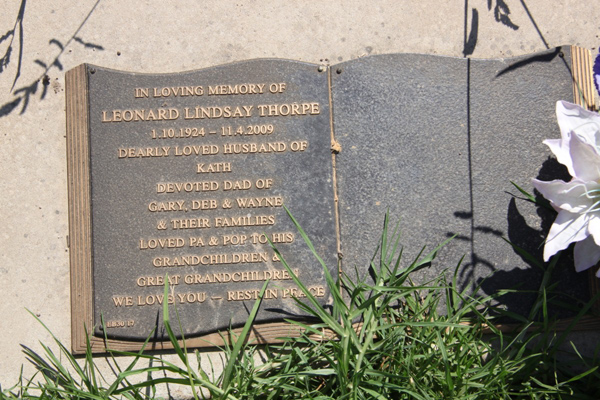 IN LOVING MEMORY OF
LEONARD LINDSAY THORPE
1.10.1924 – 11.4.2009
DEARLY LOVED HUSBAND OF
KATH
DEVOTED DAD OF
GARY, DEB & WAYNE
& THEIR FAMILIES
LOVED PA & POP TO HIS
GRANDCHILDREN &
GREAT GRANDCHILDREN
WE LOVE YOU – REST IN PEACE